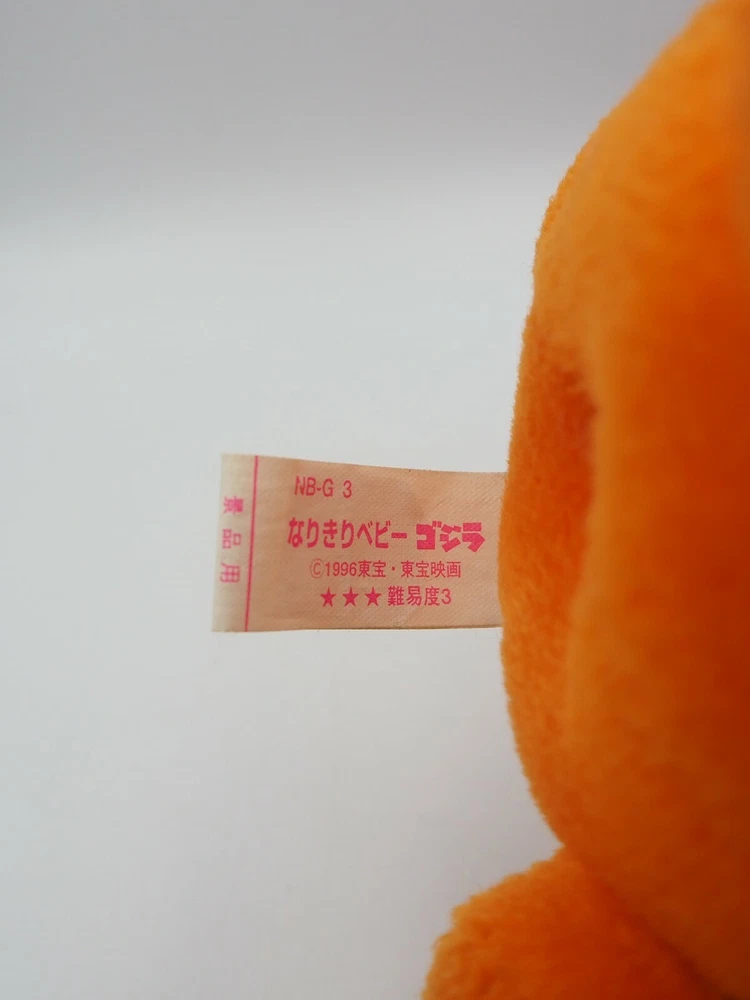 NB-G 3
なりきりベビー ゴジラ
©1996東宝・東宝映画
★★★難易度3
景品用